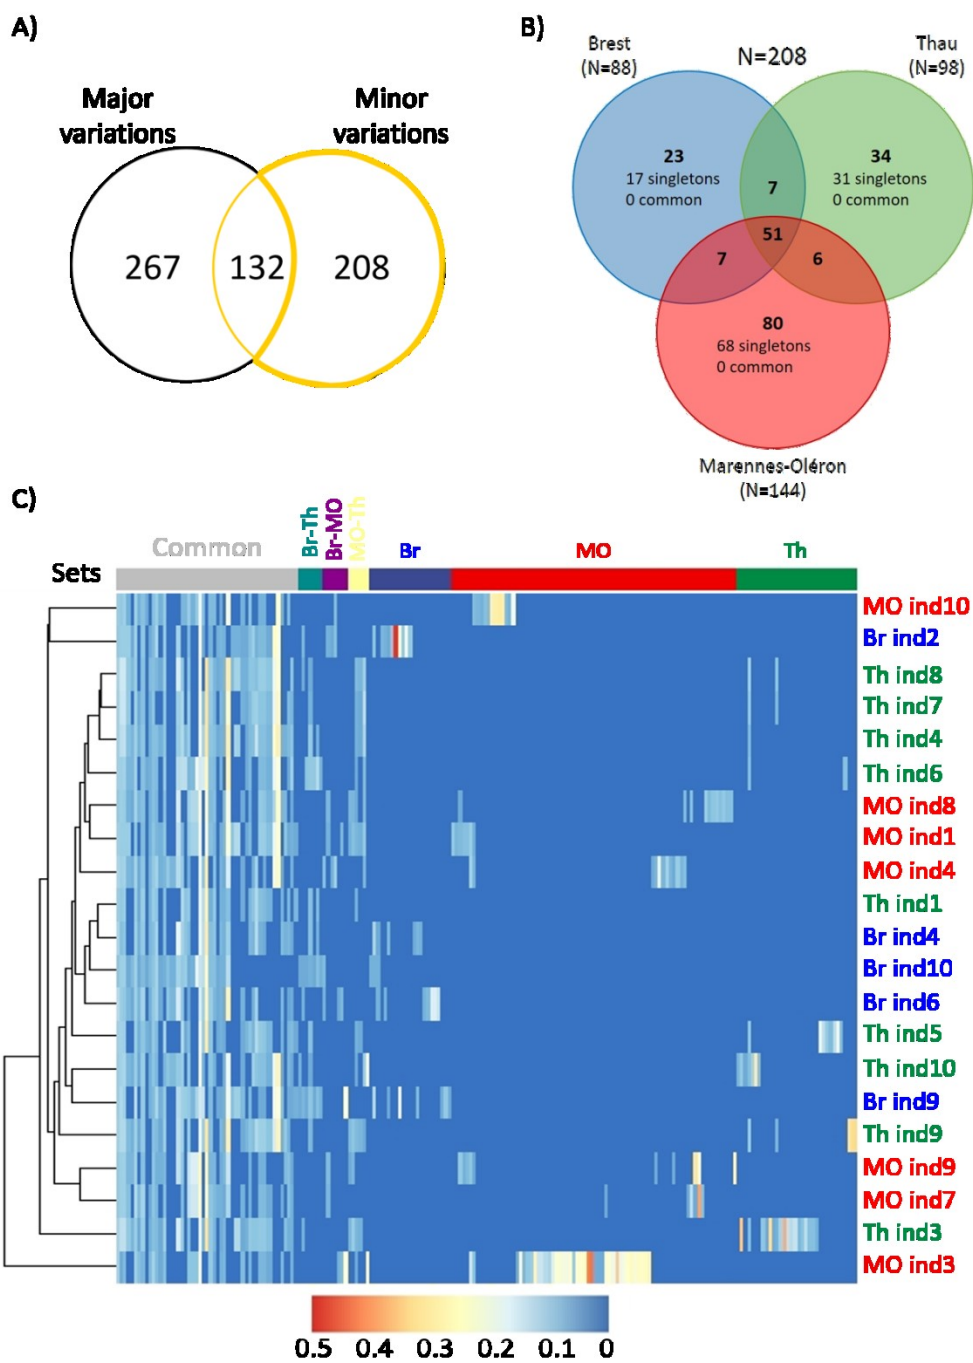 A)
Major
variations
Minor
variations
267
132
208
B)
Brest
(N=88)
N=208
Thau
(N=98)
23
17 singletons
0 common
7
34
31 singletons
0 common
51
7
6
80
68 singletons
0 common
Marennes-Oléron
(N=144)
C)
Sets
Common
Br-Th
Br-MO
MO-Th
Br
MO
Th
MO ind10
Br ind2
Th ind8
Th ind7
Th ind4
Th ind6
MO ind8
MO ind1
MO ind4
Th ind1
Br ind4
Br ind10
Br ind6
Th ind5
Th ind10
Br ind9
Th ind9
MO ind9
MO ind7
Th ind3
MO ind3
0.5 0.4 0.3 0.2 0.1 0